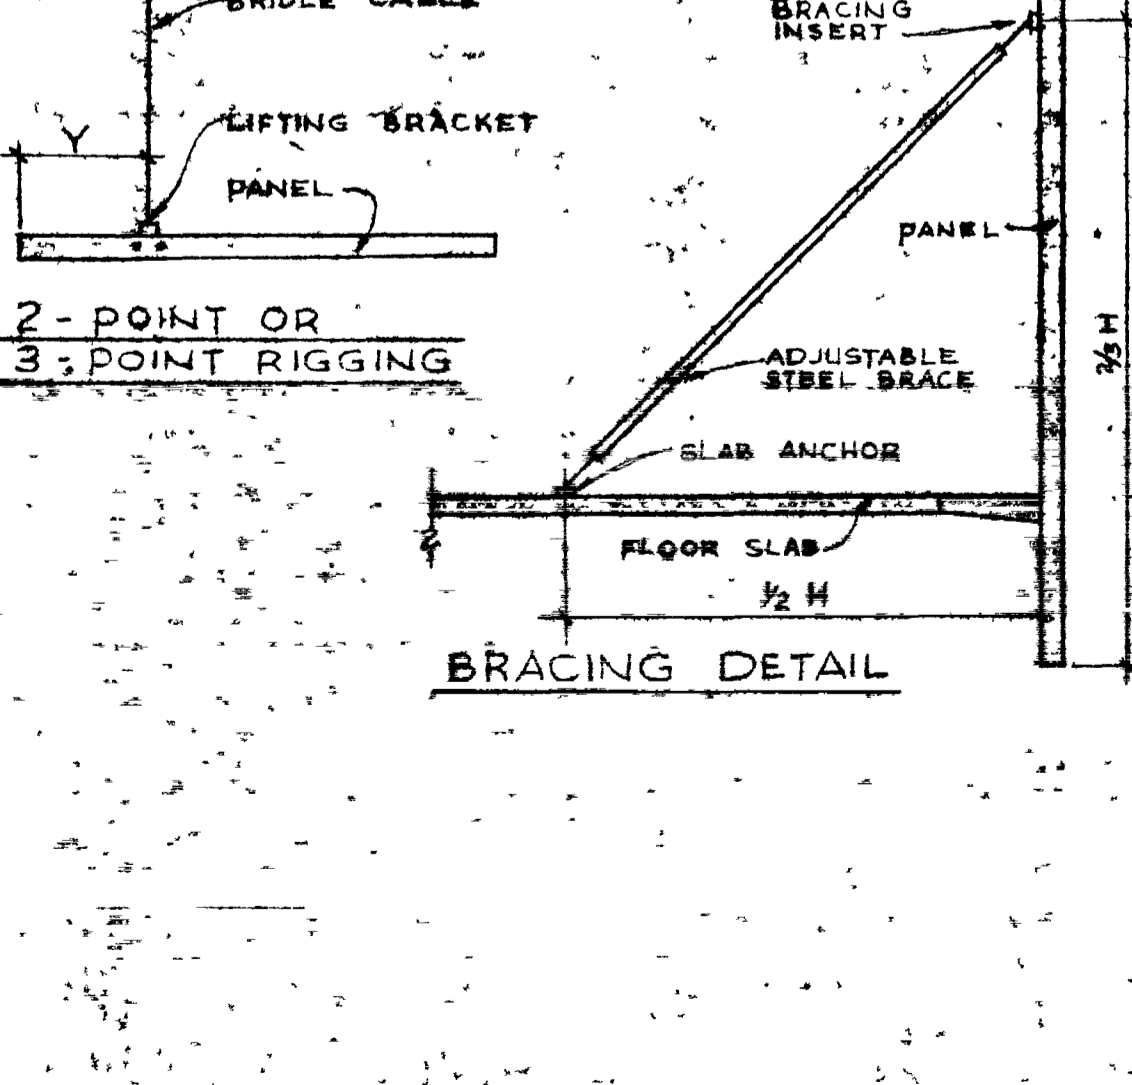 BRIDLE CABLE
LIFTING BRACKET
Y
PANEL
2-POINT OR
3-POINT RIGGING
BRACING
INSERT
PANEL
2/3 H
ADJUSTABLE
STEEL BRACE
SLAB ANCHOR
FLOOR SLAB
1/2 H
BRACING DETAIL